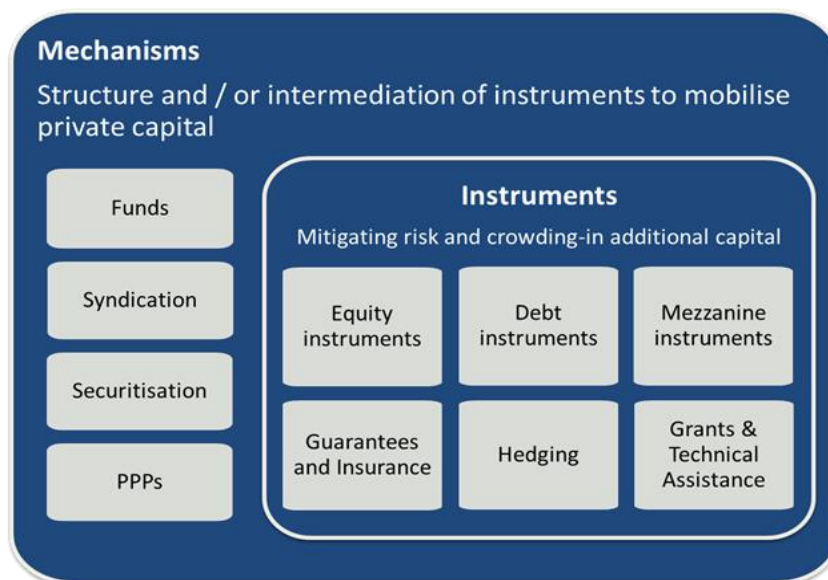 Mechanisms
Structure and / or intermediation of instruments to mobilise
private capital
Funds
Syndication
Securitisation
PPPs
Instruments
Mitigating risk and crowding-in additional capital
Equity
instruments
Debt
instruments
Mezzanine
instruments
Guarantees
and Insurance
Hedging
Grants &
Technical
Assistance